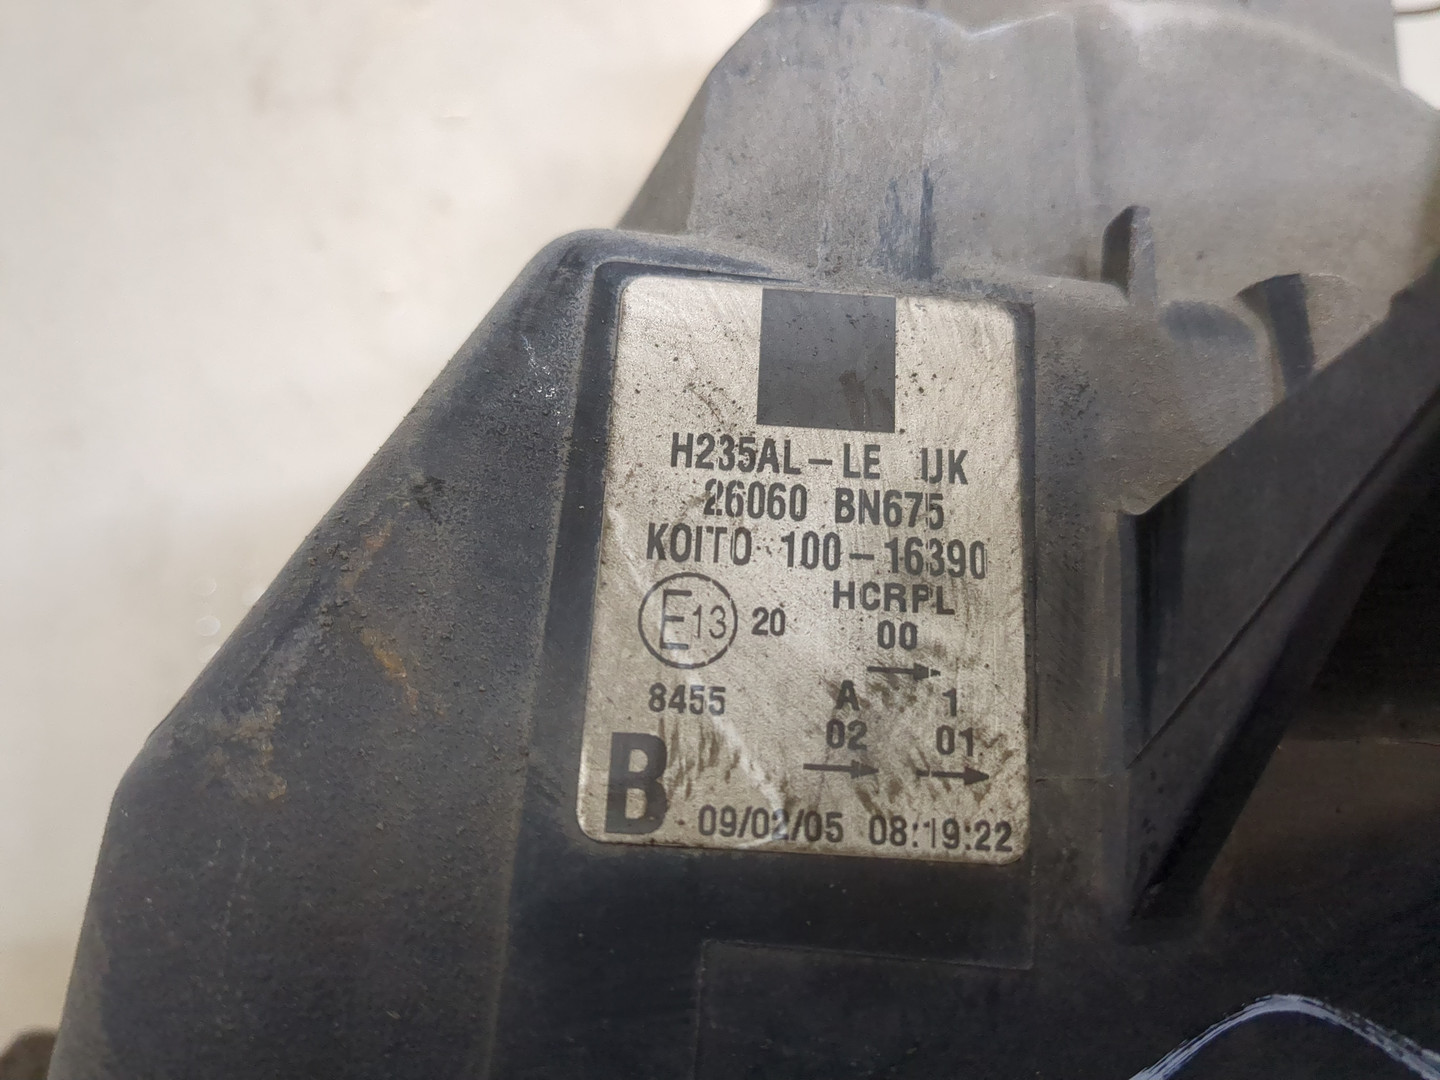 H235AL-LE IJK
26060 BN675
KOITO 100-16390
HCRPL
E13 20 00
→
8455 A 1
02 01
→ →
B 09/02/05 08:19:22